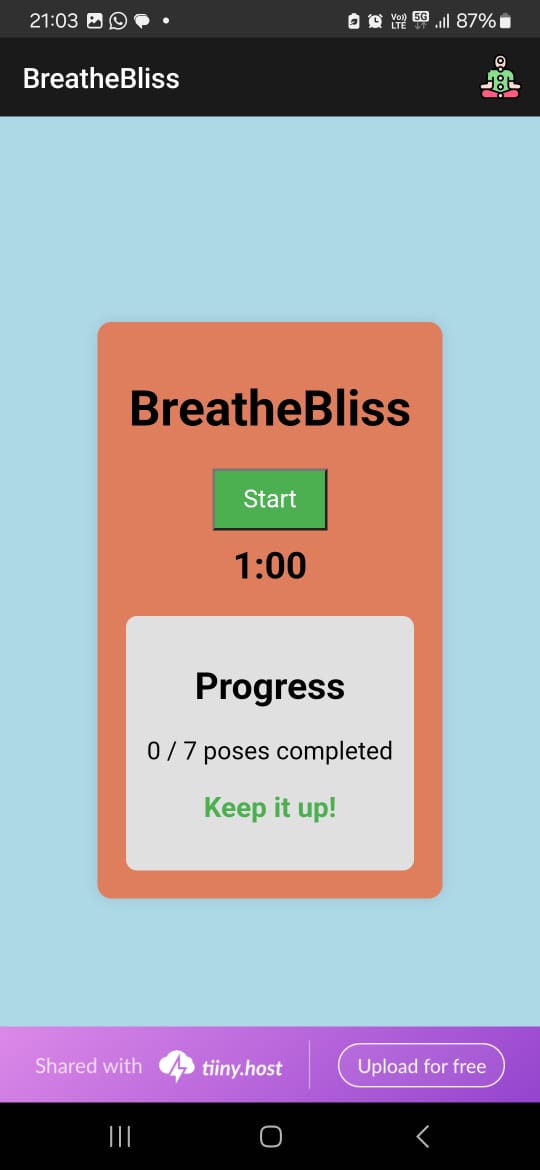 21:03 Vo)) LTE 5G 87%
BreatheBliss
BreatheBliss
Start
1:00
Progress
0 / 7 poses completed
Keep it up!
Shared with tiiny.host Upload for free